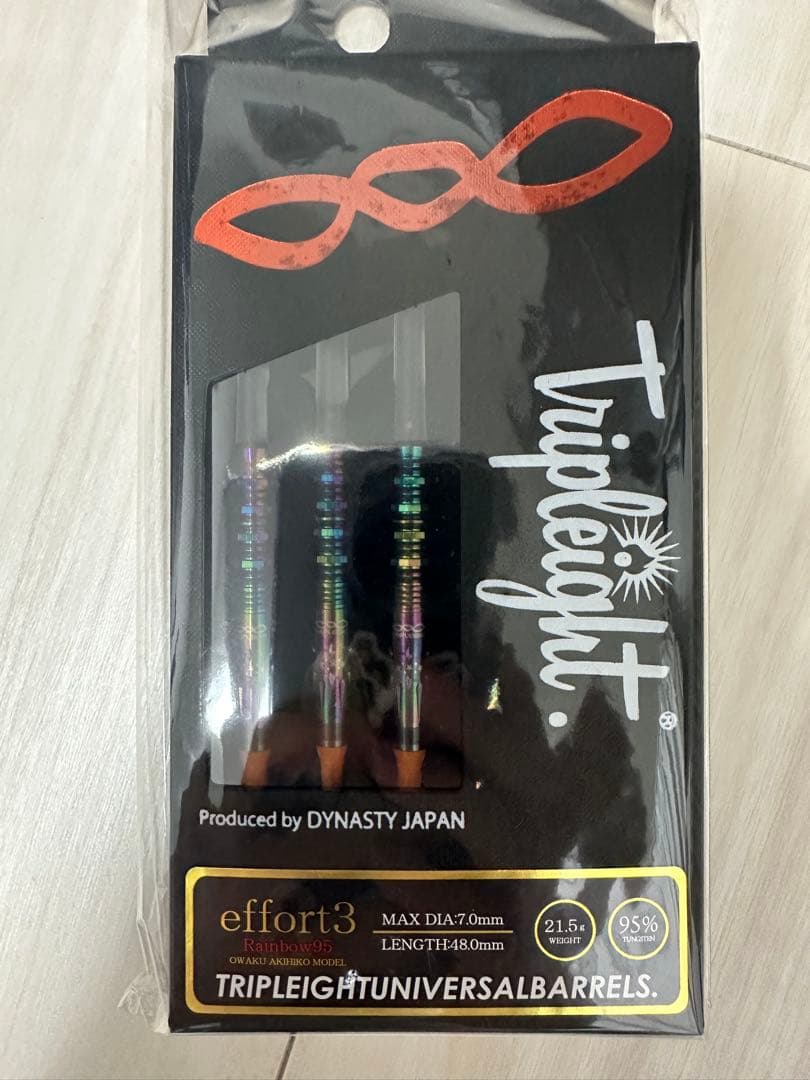 Tripleight.®
Produced by DYNASTY JAPAN
effort3
Rainbow95
OWAKU AKIHIKO MODEL
MAX DIA:7.0mm
LENGTH:48.0mm
21.5g
WEIGHT
95%
TUNGSTEN
TRIPLEIGHTUNIVERSALBARRELS.